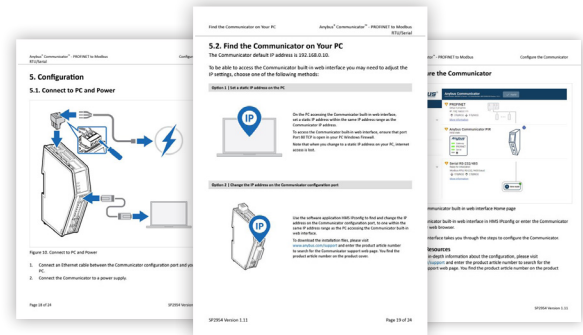 Anybus® Communicator™ - PROFINET to Modbus
RTU/Serial
5. Configuration
5.1. Connect to PC and Power
Figure 10. Connect to PC and Power
1. Connect an Ethernet cable between the Communicator configuration port and your
PC.
2. Connect the Communicator to a power supply.
Page 18 of 24
SP2954 Version 1.11
Find the Communicator on Your PC
Anybus® Communicator™ - PROFINET to Modbus
RTU/Serial
5.2. Find the Communicator on Your PC
The Communicator default IP address is 192.168.0.10.
To be able to access the Communicator built-in web interface you may need to adjust the
IP settings, choose one of the following methods:
Option 1 | Set a static IP address on the PC
IP
On the PC accessing the Communicator built-in web interface,
set a static IP address within the same IP address range as the
Communicator IP address.
To access the Communicator built-in web interface, ensure that port
Port 80 TCP is open in your PC Windows Firewall.
Note that when you change to a static IP address on your PC, internet
access is lost.
Option 2 | Change the IP address on the Communicator configuration port
IP
Use the software application HMS IPconfig to find and change the IP
address on the Communicator configuration port, to one within the
same IP address range as the PC accessing the Communicator built-in
web interface.
To download the installation files, please visit
www.anybus.com/support and enter the product article number
to search for the Communicator support web page. You find the
product article number on the product cover.
SP2954 Version 1.11
Page 19 of 24
- PROFINET to Modbus
Configure the Communicator
re the Communicator
Anybus Communicator
PROFINET
Anybus Communicator PIR
Serial RS-232/485
mmunicator built in web interface Home page
nicator built-in web interface in HMS IPconfig or enter the Communicator
web browser.
nterface takes you through the steps to configure the Communicator.
Resources
in-depth information about the configuration, please visit
/support and enter the product article number to search for the
support web page. You find the product article number on the product
SP2954 Version 1.11